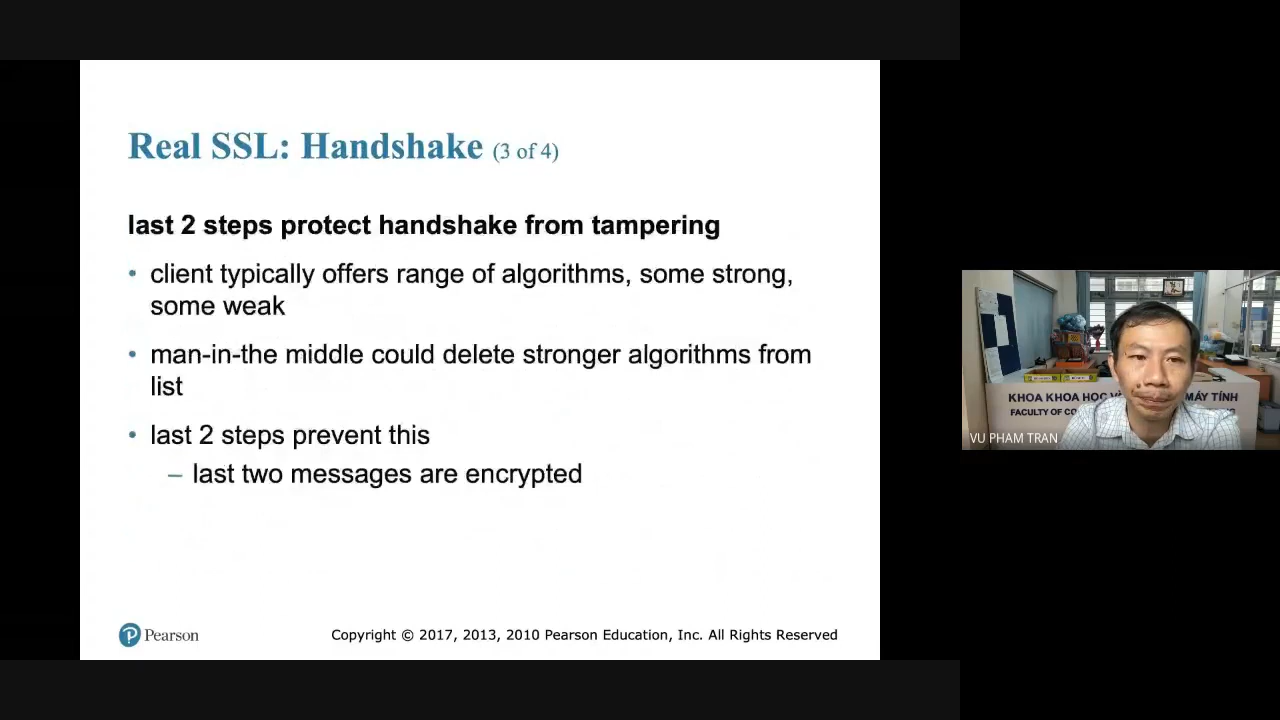 Real SSL: Handshake (3 of 4)
last 2 steps protect handshake from tampering
• client typically offers range of algorithms, some strong,
some weak
• man-in-the middle could delete stronger algorithms from
list
• last 2 steps prevent this
– last two messages are encrypted
Pearson
Copyright © 2017, 2013, 2010 Pearson Education, Inc. All Rights Reserved
KHOA KHOA HỌC V
MÁY TÍNH
FACULTY OF CO
VU PHAM TRAN